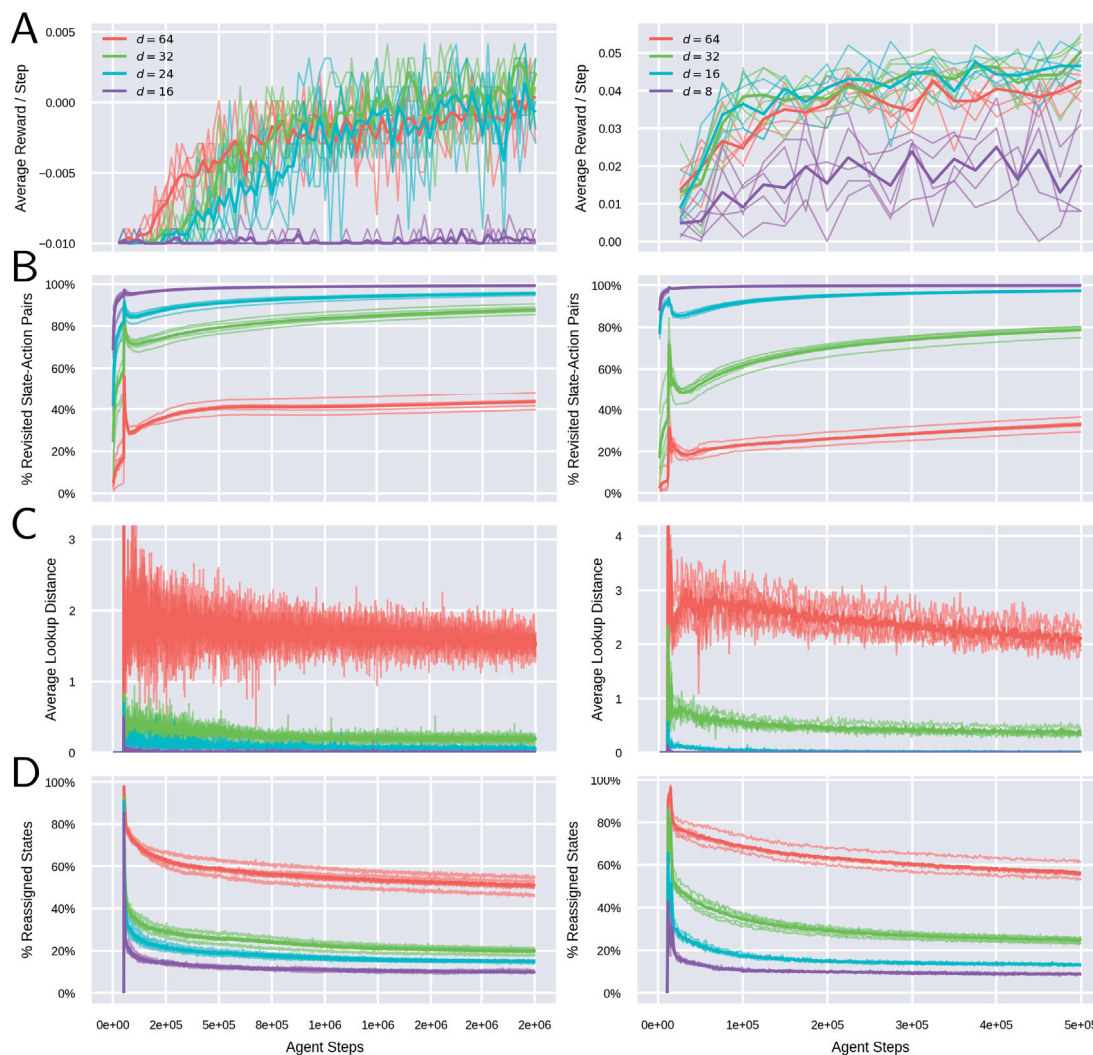 A
Average Reward / Step
0.005
0.000
−0.005
−0.010
d = 64
d = 32
d = 24
d = 16
Average Reward / Step
0.05
0.04
0.03
0.02
0.01
0.00
d = 64
d = 32
d = 16
d = 8
B
% Revisited State-Action Pairs
100%
80%
60%
40%
20%
0%
% Revisited State-Action Pairs
100%
80%
60%
40%
20%
0%
C
Average Lookup Distance
3
2
1
0
Average Lookup Distance
4
3
2
1
0
D
% Reassigned States
100%
80%
60%
40%
20%
0%
0e+00 2e+05 5e+05 8e+05 1e+06 1e+06 2e+06 2e+06 2e+06
Agent Steps
% Reassigned States
100%
80%
60%
40%
20%
0%
0e+00 1e+05 2e+05 3e+05 4e+05 5e+05
Agent Steps